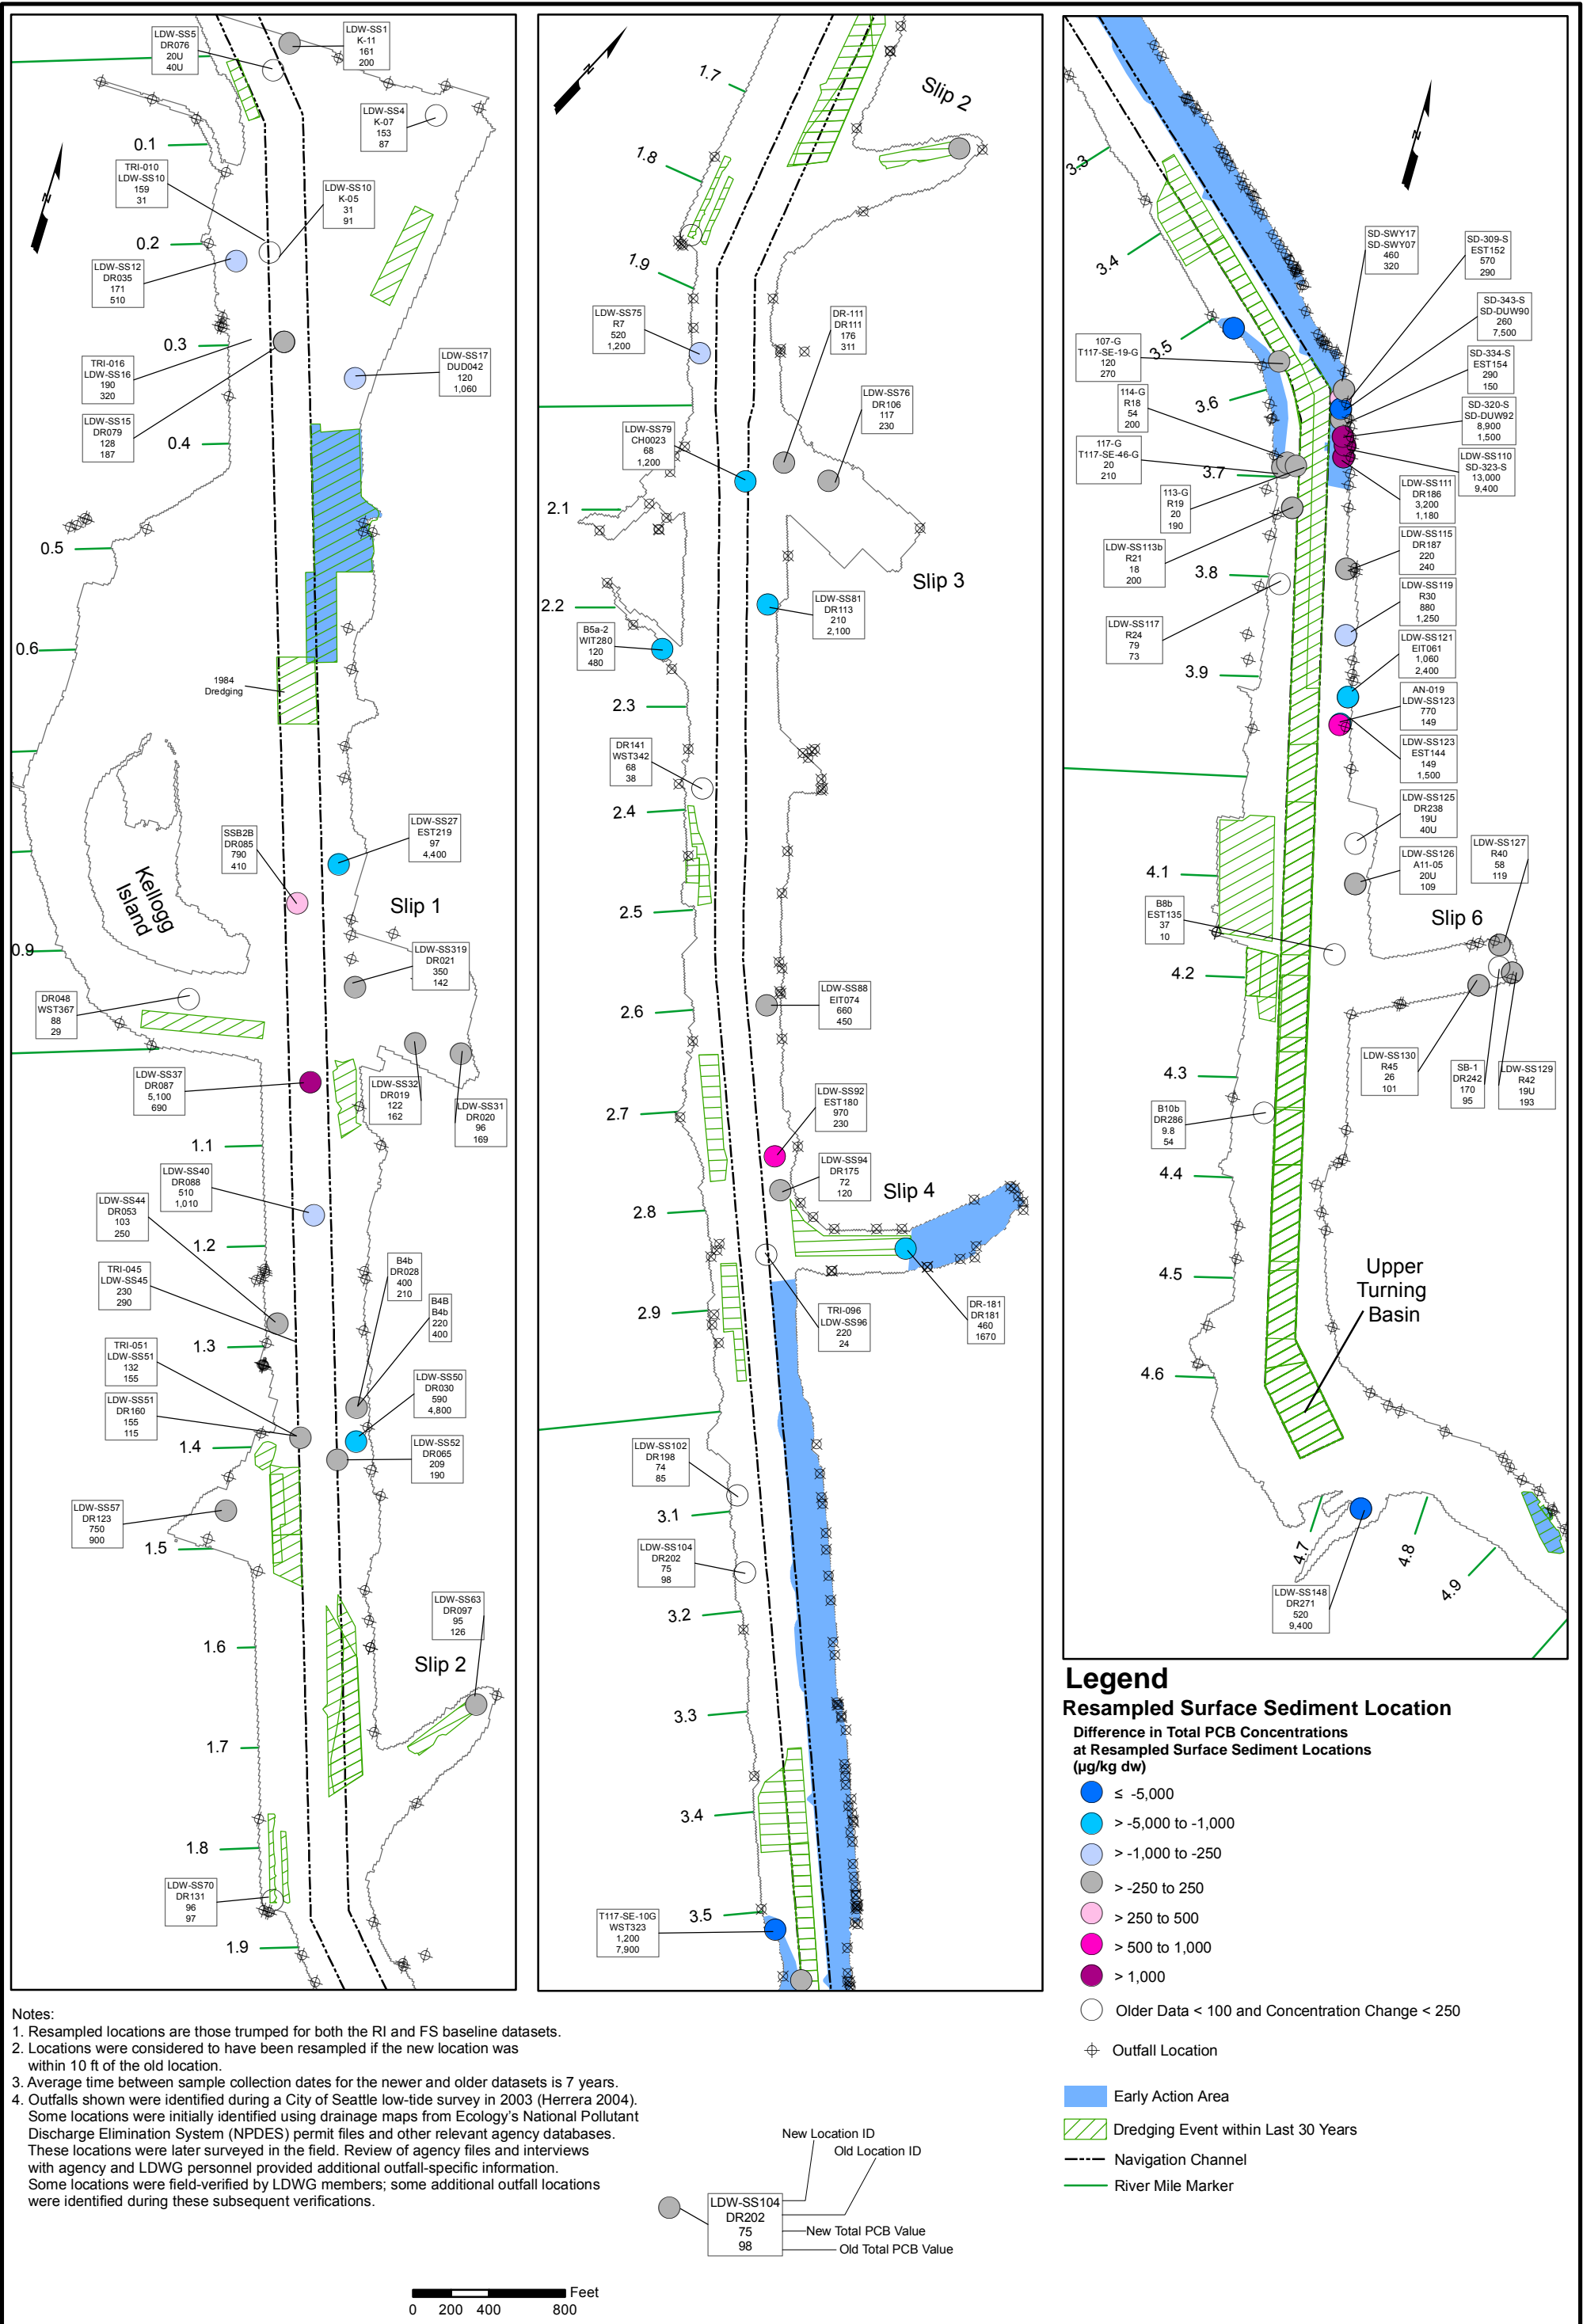 LDW-SS5
DR076
20U
40U
LDW-SS1
K-11
161
200
LDW-SS4
K-07
153
87
0.1
N
TRI-010
LDW-SS10
159
31
LDW-SS10
K-05
31
91
0.2
LDW-SS12
DR035
171
510
0.3
TRI-016
LDW-SS16
190
320
LDW-SS17
DUD042
120
1,060
LDW-SS15
DR079
128
187
0.4
0.5
0.6
1984
Dredging
LDW-SS27
EST219
97
4,400
SSB2B
DR085
790
410
Kellogg
Island
Slip 1
0.9
LDW-SS319
DR021
350
142
DR048
WST367
88
29
LDW-SS37
DR087
5,100
690
LDW-SS32
DR019
122
162
LDW-SS31
DR020
96
169
1.1
LDW-SS40
DR088
510
1,010
LDW-SS44
DR053
103
250
1.2
TRI-045
LDW-SS45
230
290
B4b
DR028
400
210
B4B
B4b
220
400
1.3
TRI-051
LDW-SS51
132
155
LDW-SS50
DR030
590
4,800
LDW-SS51
DR160
155
115
1.4
LDW-SS52
DR065
209
190
LDW-SS57
DR123
750
900
1.5
LDW-SS63
DR097
95
126
1.6
Slip 2
1.7
1.8
LDW-SS70
DR131
96
97
1.9
N
1.7
Slip 2
1.8
1.9
LDW-SS75
R7
520
1,200
DR-111
DR111
176
311
LDW-SS76
DR106
117
230
LDW-SS79
CH0023
68
1,200
2.1
Slip 3
2.2
LDW-SS81
DR113
210
2,100
B5a-2
WIT280
120
480
2.3
DR141
WST342
68
38
2.4
2.5
LDW-SS88
EIT074
660
450
2.6
2.7
LDW-SS92
EST180
970
230
LDW-SS94
DR175
72
120
Slip 4
2.8
2.9
TRI-096
LDW-SS96
220
24
DR-181
DR181
460
1670
LDW-SS102
DR198
74
85
3.1
LDW-SS104
DR202
75
98
3.2
3.3
3.4
3.5
T117-SE-10G
WST323
1,200
7,900
N
3.3
3.4
SD-SWY17
SD-SWY07
460
320
SD-309-S
EST152
570
290
3.5
SD-343-S
SD-DUW90
260
7,500
107-G
T117-SE-19-G
120
270
SD-334-S
EST154
290
150
3.6
114-G
R18
54
200
SD-320-S
SD-DUW92
8,900
1,500
117-G
T117-SE-46-G
20
210
LDW-SS110
SD-323-S
13,000
9,400
3.7
LDW-SS111
DR186
3,200
1,180
113-G
R19
20
190
LDW-SS113b
R21
18
200
LDW-SS115
DR187
220
240
3.8
LDW-SS119
R30
880
1,250
LDW-SS117
R24
79
73
LDW-SS121
EIT061
1,060
2,400
3.9
AN-019
LDW-SS123
770
149
LDW-SS123
EST144
149
1,500
LDW-SS125
DR238
19U
40U
LDW-SS127
R40
58
119
LDW-SS126
A11-05
20U
109
4.1
B8b
EST135
37
10
Slip 6
4.2
LDW-SS130
R45
26
101
SB-1
DR242
170
95
LDW-SS129
R42
19U
193
4.3
B10b
DR286
9.8
54
4.4
4.5
Upper
Turning
Basin
4.6
4.7
4.8
4.9
LDW-SS148
DR271
520
9,400
Legend
Resampled Surface Sediment Location
Difference in Total PCB Concentrations
at Resampled Surface Sediment Locations
(µg/kg dw)
≤ -5,000
> -5,000 to -1,000
> -1,000 to -250
> -250 to 250
> 250 to 500
> 500 to 1,000
> 1,000
Older Data < 100 and Concentration Change < 250
Outfall Location
Early Action Area
Dredging Event within Last 30 Years
Navigation Channel
River Mile Marker
Notes:
1. Resampled locations are those trumped for both the RI and FS baseline datasets.
2. Locations were considered to have been resampled if the new location was
within 10 ft of the old location.
3. Average time between sample collection dates for the newer and older datasets is 7 years.
4. Outfalls shown were identified during a City of Seattle low-tide survey in 2003 (Herrera 2004).
Some locations were initially identified using drainage maps from Ecology's National Pollutant
Discharge Elimination System (NPDES) permit files and other relevant agency databases.
These locations were later surveyed in the field. Review of agency files and interviews
with agency and LDWG personnel provided additional outfall-specific information.
Some locations were field-verified by LDWG members; some additional outfall locations
were identified during these subsequent verifications.
New Location ID
Old Location ID
LDW-SS104
DR202
75
98
New Total PCB Value
Old Total PCB Value
Feet
0 200 400 800